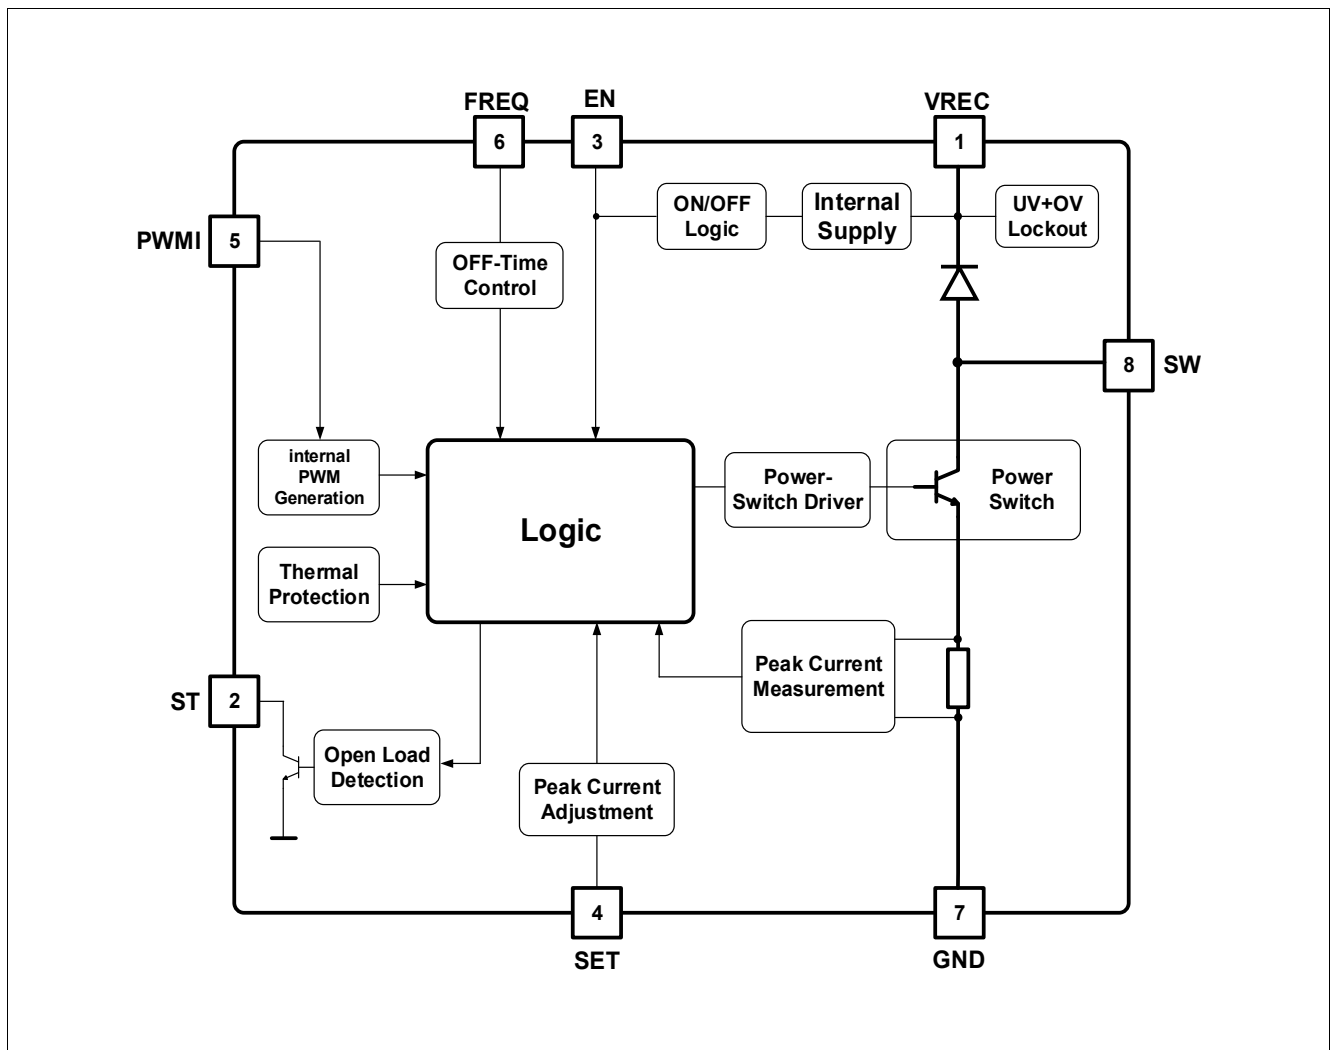 FREQ
EN
VREC
6
3
1
PWMI
5
ON/OFF
Logic
Internal
Supply
UV+OV
Lockout
OFF-Time
Control
8
SW
internal
PWM
Generation
Logic
Power-
Switch Driver
Power
Switch
Thermal
Protection
Peak Current
Measurement
ST
2
Open Load
Detection
Peak Current
Adjustment
4
7
SET
GND